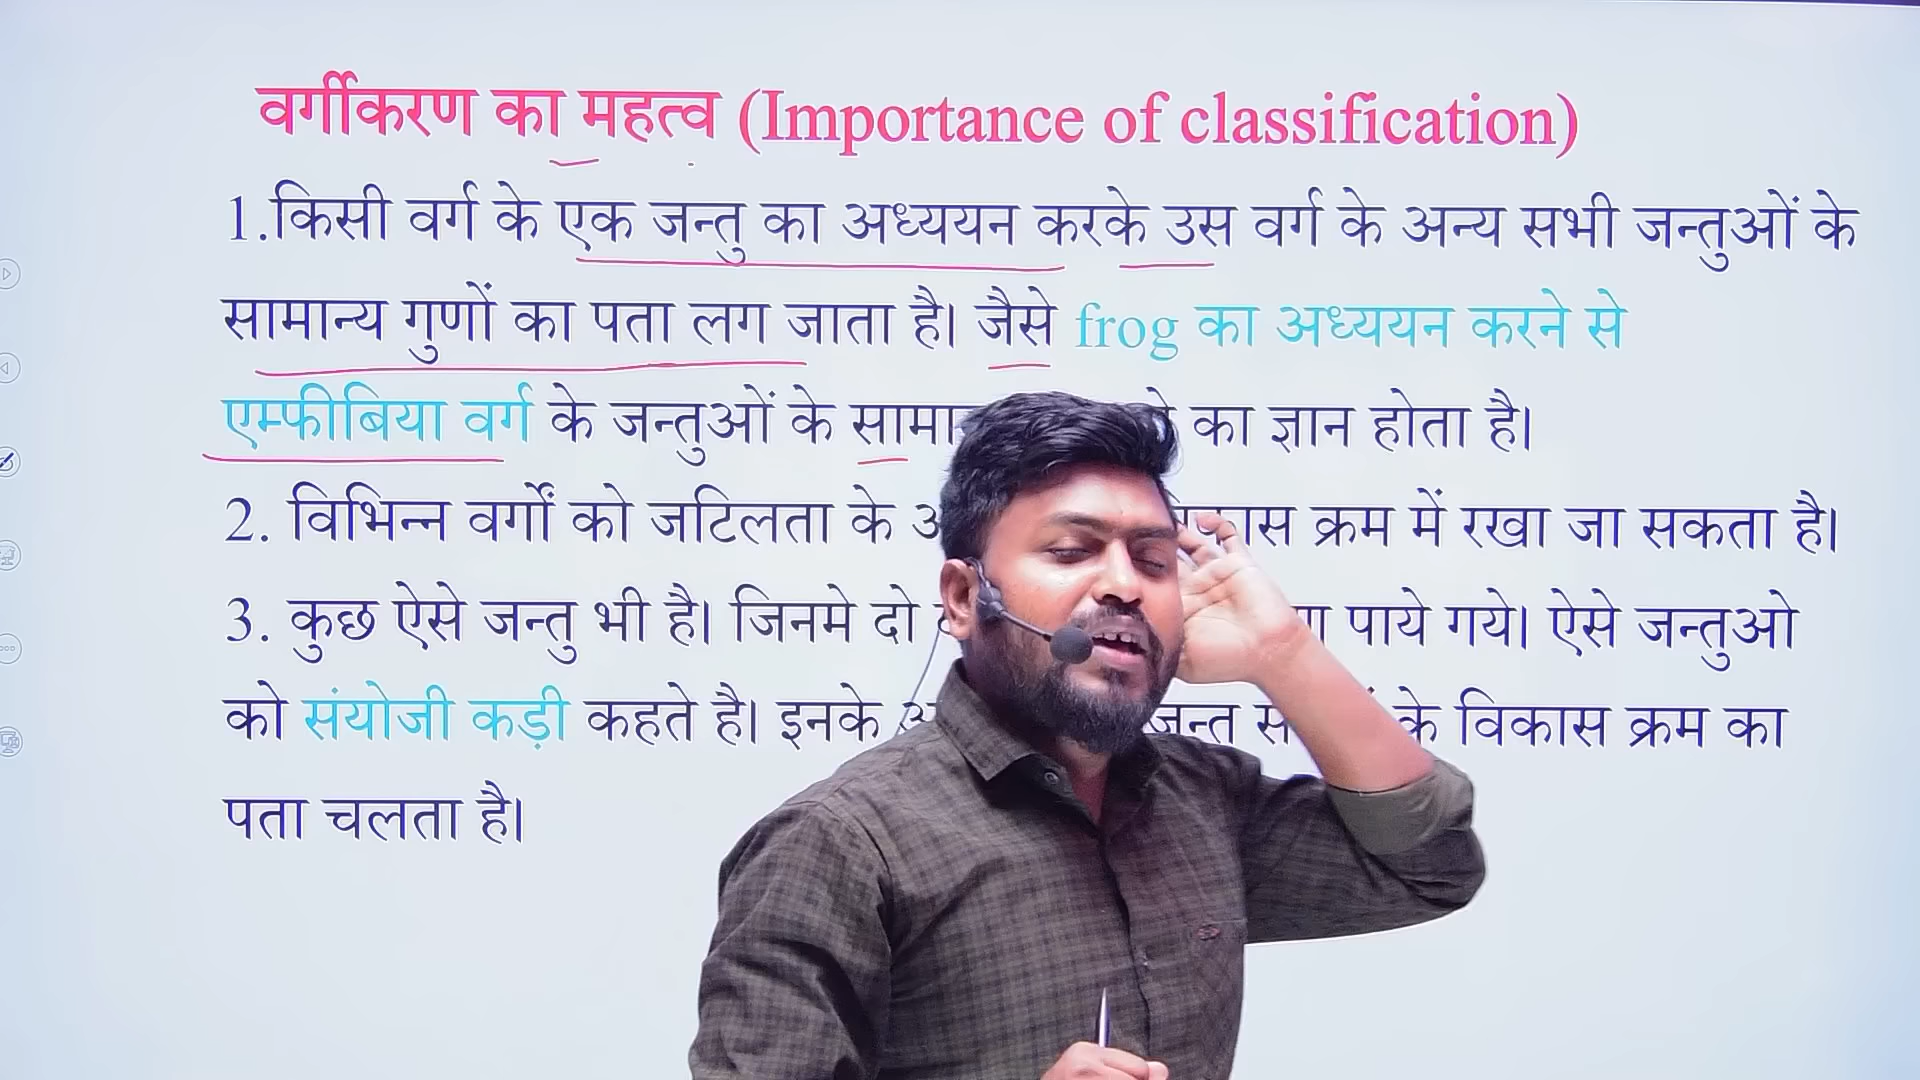 वर्गीकरण का महत्व (Importance of classification)
1.किसी वर्ग के एक जन्तु का अध्ययन करके उस वर्ग के अन्य सभी जन्तुओं के
सामान्य गुणों का पता लग जाता है। जैसे frog का अध्ययन करने से
एम्फीबिया वर्ग के जन्तुओं के का ज्ञान होता है।
2. विभिन्न वर्गों को जटिलता के क्रम में रखा जा सकता है।
3. कुछ ऐसे जन्तु भी है। जिनमे दो पाये गये। ऐसे जन्तुओ
को संयोजी कड़ी कहते है। इनके के विकास क्रम का
पता चलता है।